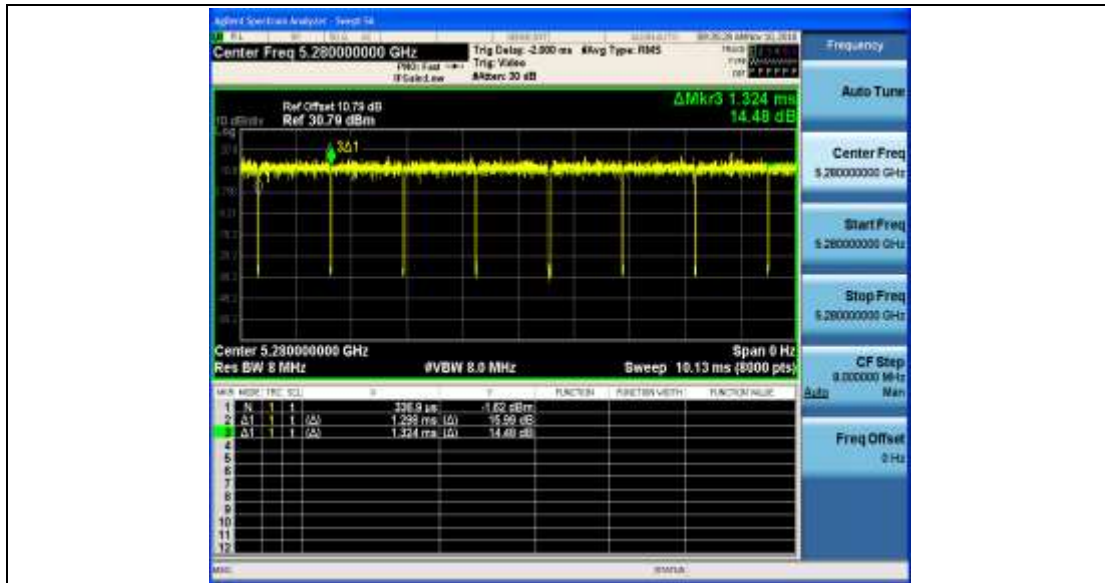 Agilent Spectrum Analyzer - Swept SA
Center Freq 5.280000000 GHz
PNO: Fast
IFGain:Low
Trig Delay: -2.000 ms
Trig: Video
#Atten: 30 dB
#Avg Type: RMS
Ref Offset 10.79 dB
10 dB/div Ref 30.79 dBm
Log
ΔMkr3 1.324 ms
14.48 dB
3Δ1
Center 5.280000000 GHz
Res BW 8 MHz
#VBW 8.0 MHz
Span 0 Hz
Sweep 10.13 ms (8000 pts)
MKR MODE TRC SCL X Y FUNCTION FUNCTION WIDTH FUNCTION VALUE
1 N 1 t 336.9 µs -1.62 dBm
2 Δ1 1 t (Δ) 1.298 ms (Δ) 15.99 dB
3 Δ1 1 t (Δ) 1.324 ms (Δ) 14.48 dB
4
5
6
7
8
9
10
11
12
MSG
STATUS
Frequency
Auto Tune
Center Freq
5.280000000 GHz
Start Freq
5.280000000 GHz
Stop Freq
5.280000000 GHz
CF Step
8.000000 MHz
Auto Man
Freq Offset
0 Hz